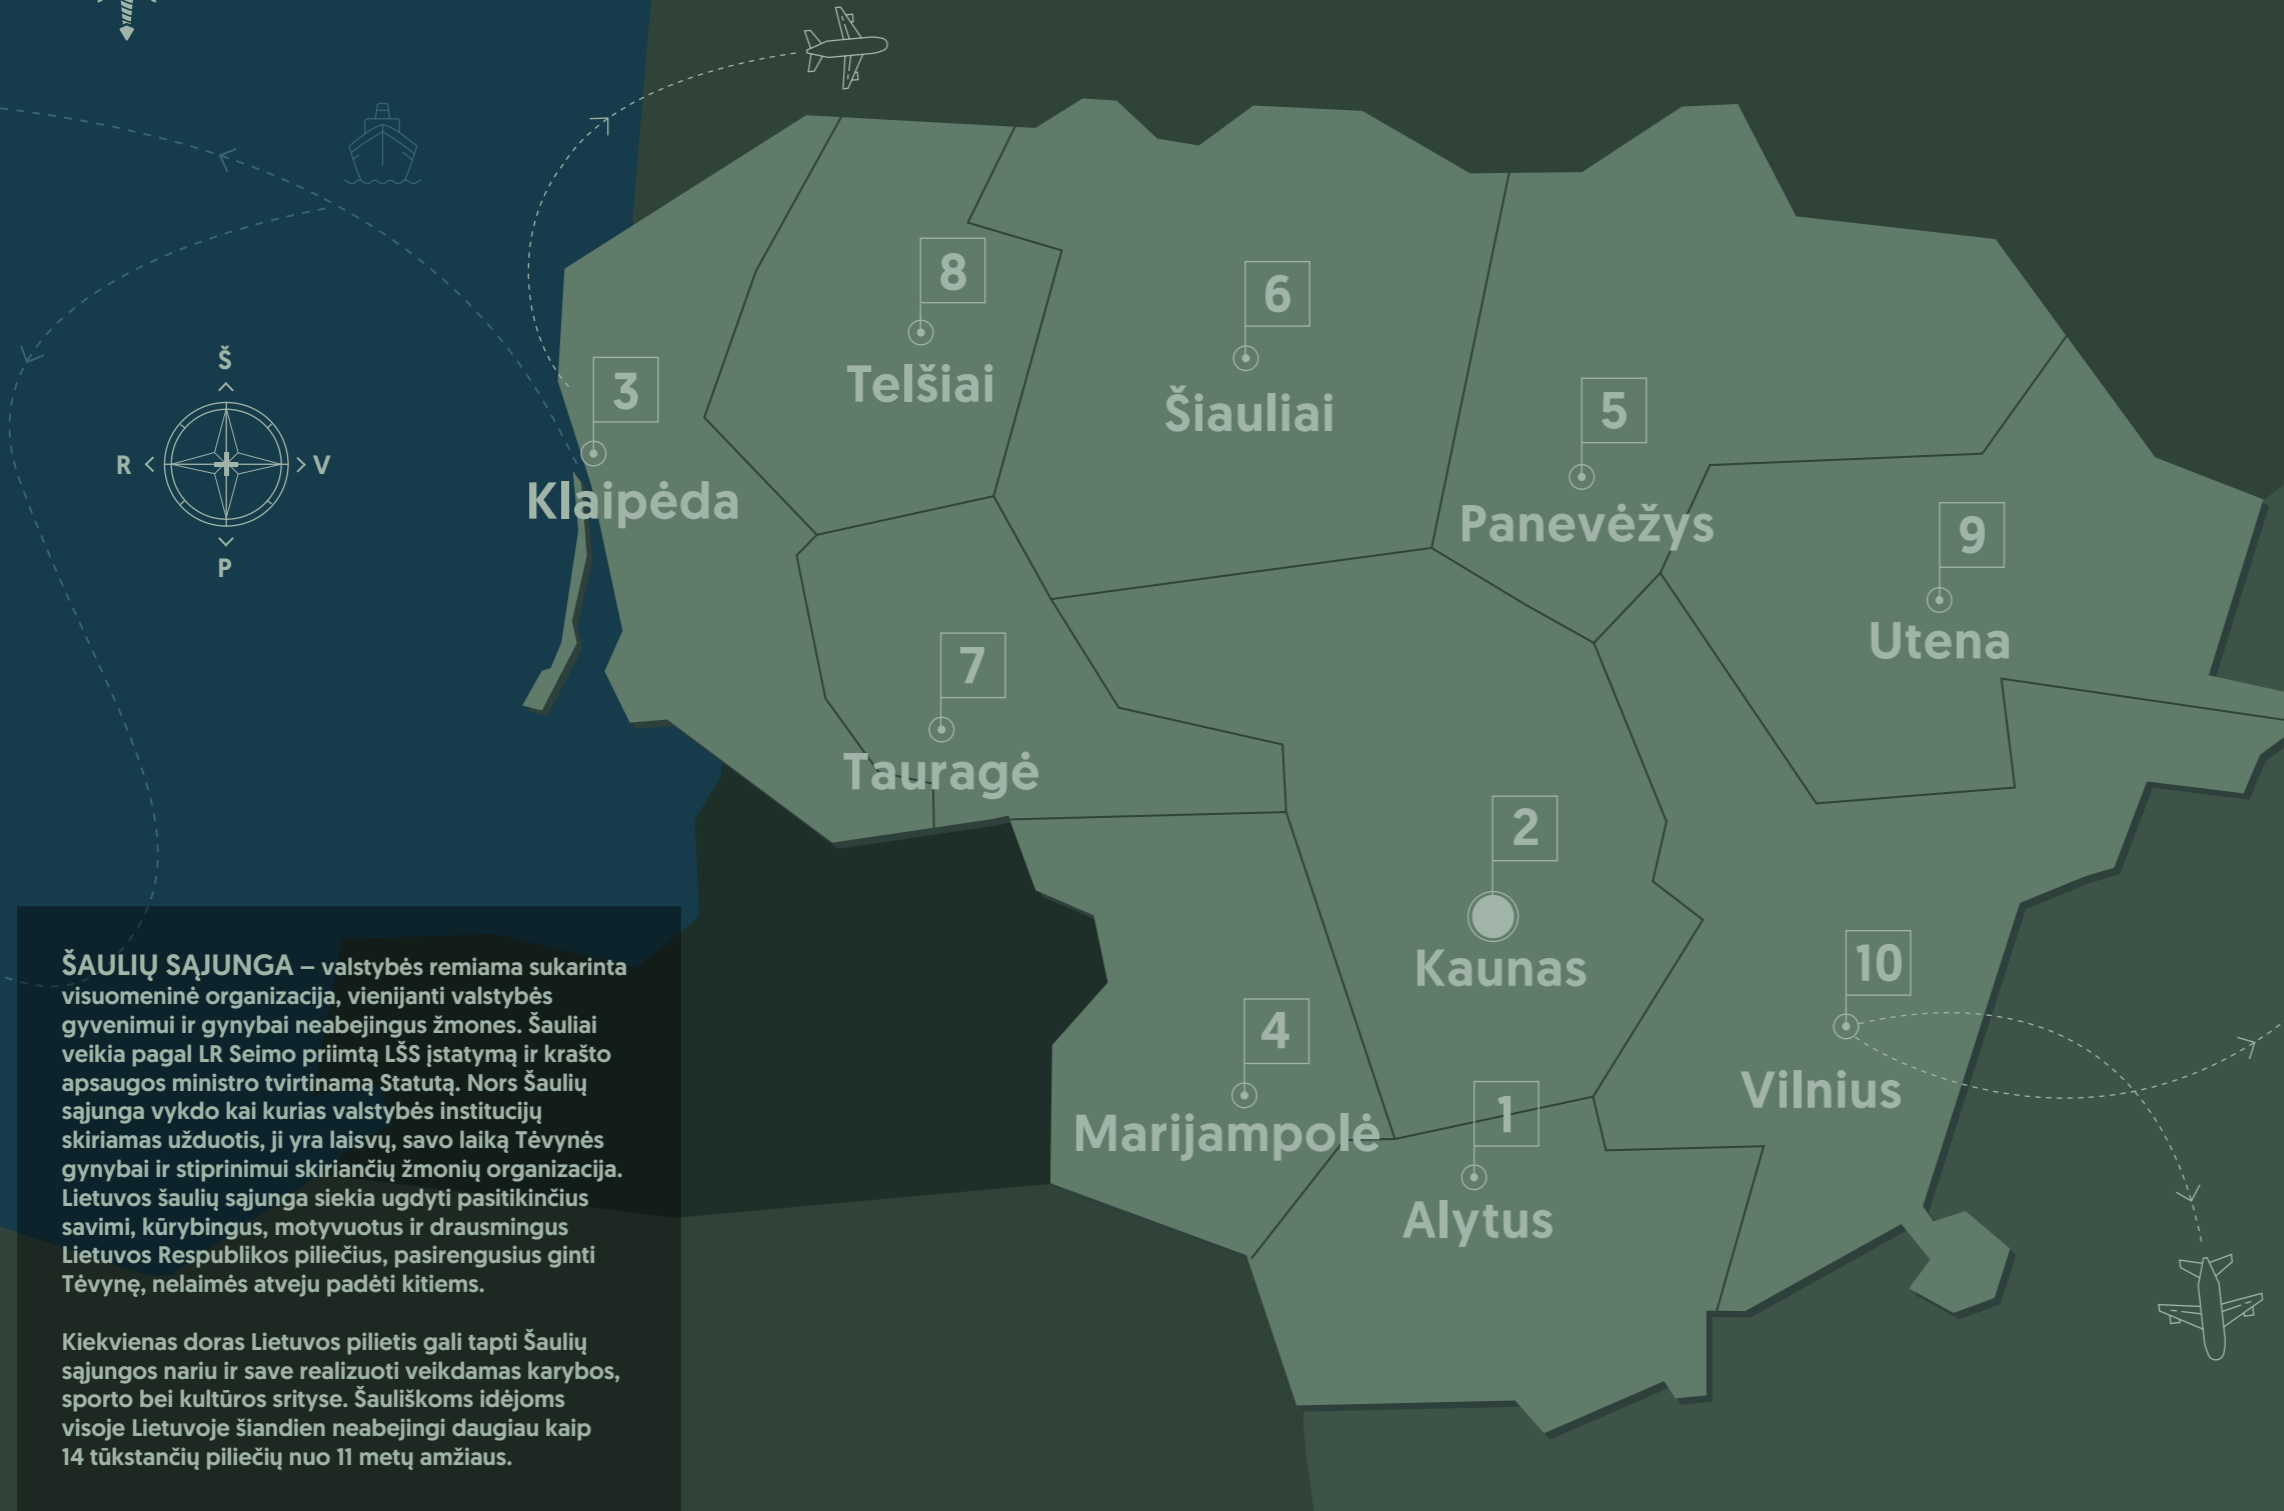 8
Telšiai
6
Šiauliai
3
Klaipėda
5
Panevėžys
9
Utena
7
Tauragė
2
Kaunas
10
Vilnius
4
Marijampolė
1
Alytus
Š
R
V
P
ŠAULIŲ SĄJUNGA – valstybės remiama sukarinta
visuomeninė organizacija, vienijanti valstybės
gyvenimui ir gynybai neabejingus žmones. Šauliai
veikia pagal LR Seimo priimtą LŠS įstatymą ir krašto
apsaugos ministro tvirtinamą Statutą. Nors Šaulių
sąjunga vykdo kai kurias valstybės institucijų
skiriamas užduotis, ji yra laisvų, savo laiką Tėvynės
gynybai ir stiprinimui skiriančių žmonių organizacija.
Lietuvos šaulių sąjunga siekia ugdyti pasitikinčius
savimi, kūrybingus, motyvuotus ir drausmingus
Lietuvos Respublikos piliečius, pasirengusius ginti
Tėvynę, nelaimės atveju padėti kitiems.
Kiekvienas doras Lietuvos pilietis gali tapti Šaulių
sąjungos nariu ir save realizuoti veikdamas karybos,
sporto bei kultūros srityse. Šauliškoms idėjoms
visoje Lietuvoje šiandien neabejingi daugiau kaip
14 tūkstančių piliečių nuo 11 metų amžiaus.